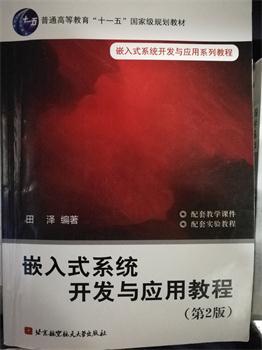 十一五
普通高等教育“十一五”国家级规划教材
嵌入式系统开发与应用系列教程
田 泽 编著
◎ 配套教学课件
◎ 配套实验教程
嵌入式系统
开发与应用教程
(第2版)
北京航空航天大学出版社